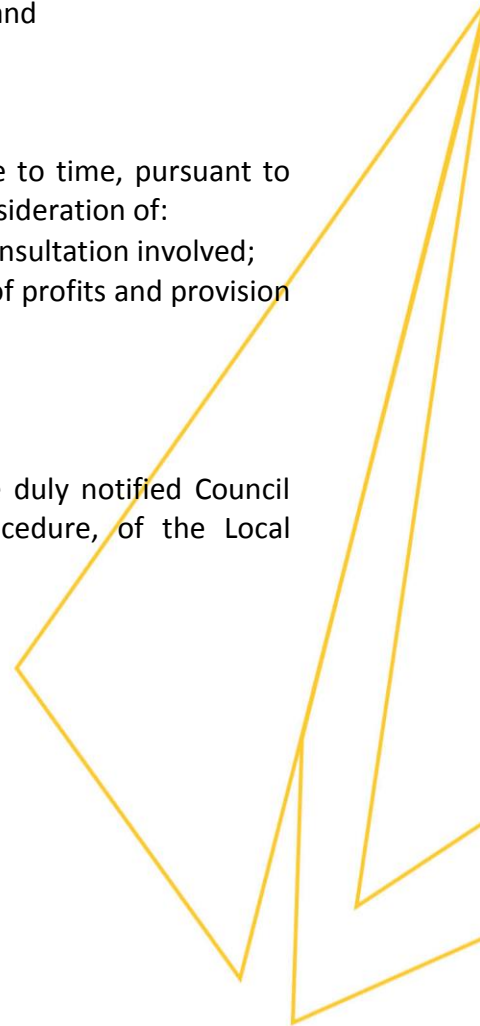 and
e to time, pursuant to
sideration of:
nsultation involved;
of profits and provision
duly notified Council
cedure, of the Local